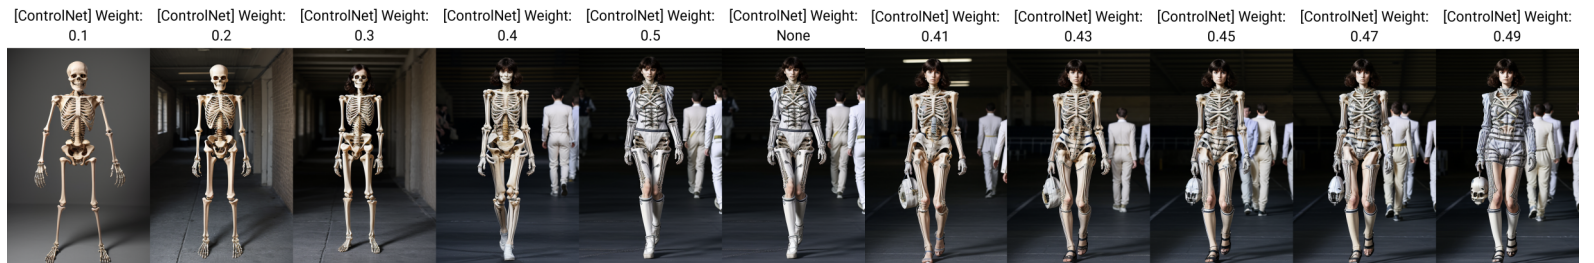 [ControlNet] Weight:
0.1
[ControlNet] Weight:
0.2
[ControlNet] Weight:
0.3
[ControlNet] Weight:
0.4
[ControlNet] Weight:
0.5
[ControlNet] Weight:
None
[ControlNet] Weight:
0.41
[ControlNet] Weight:
0.43
[ControlNet] Weight:
0.45
[ControlNet] Weight:
0.47
[ControlNet] Weight:
0.49